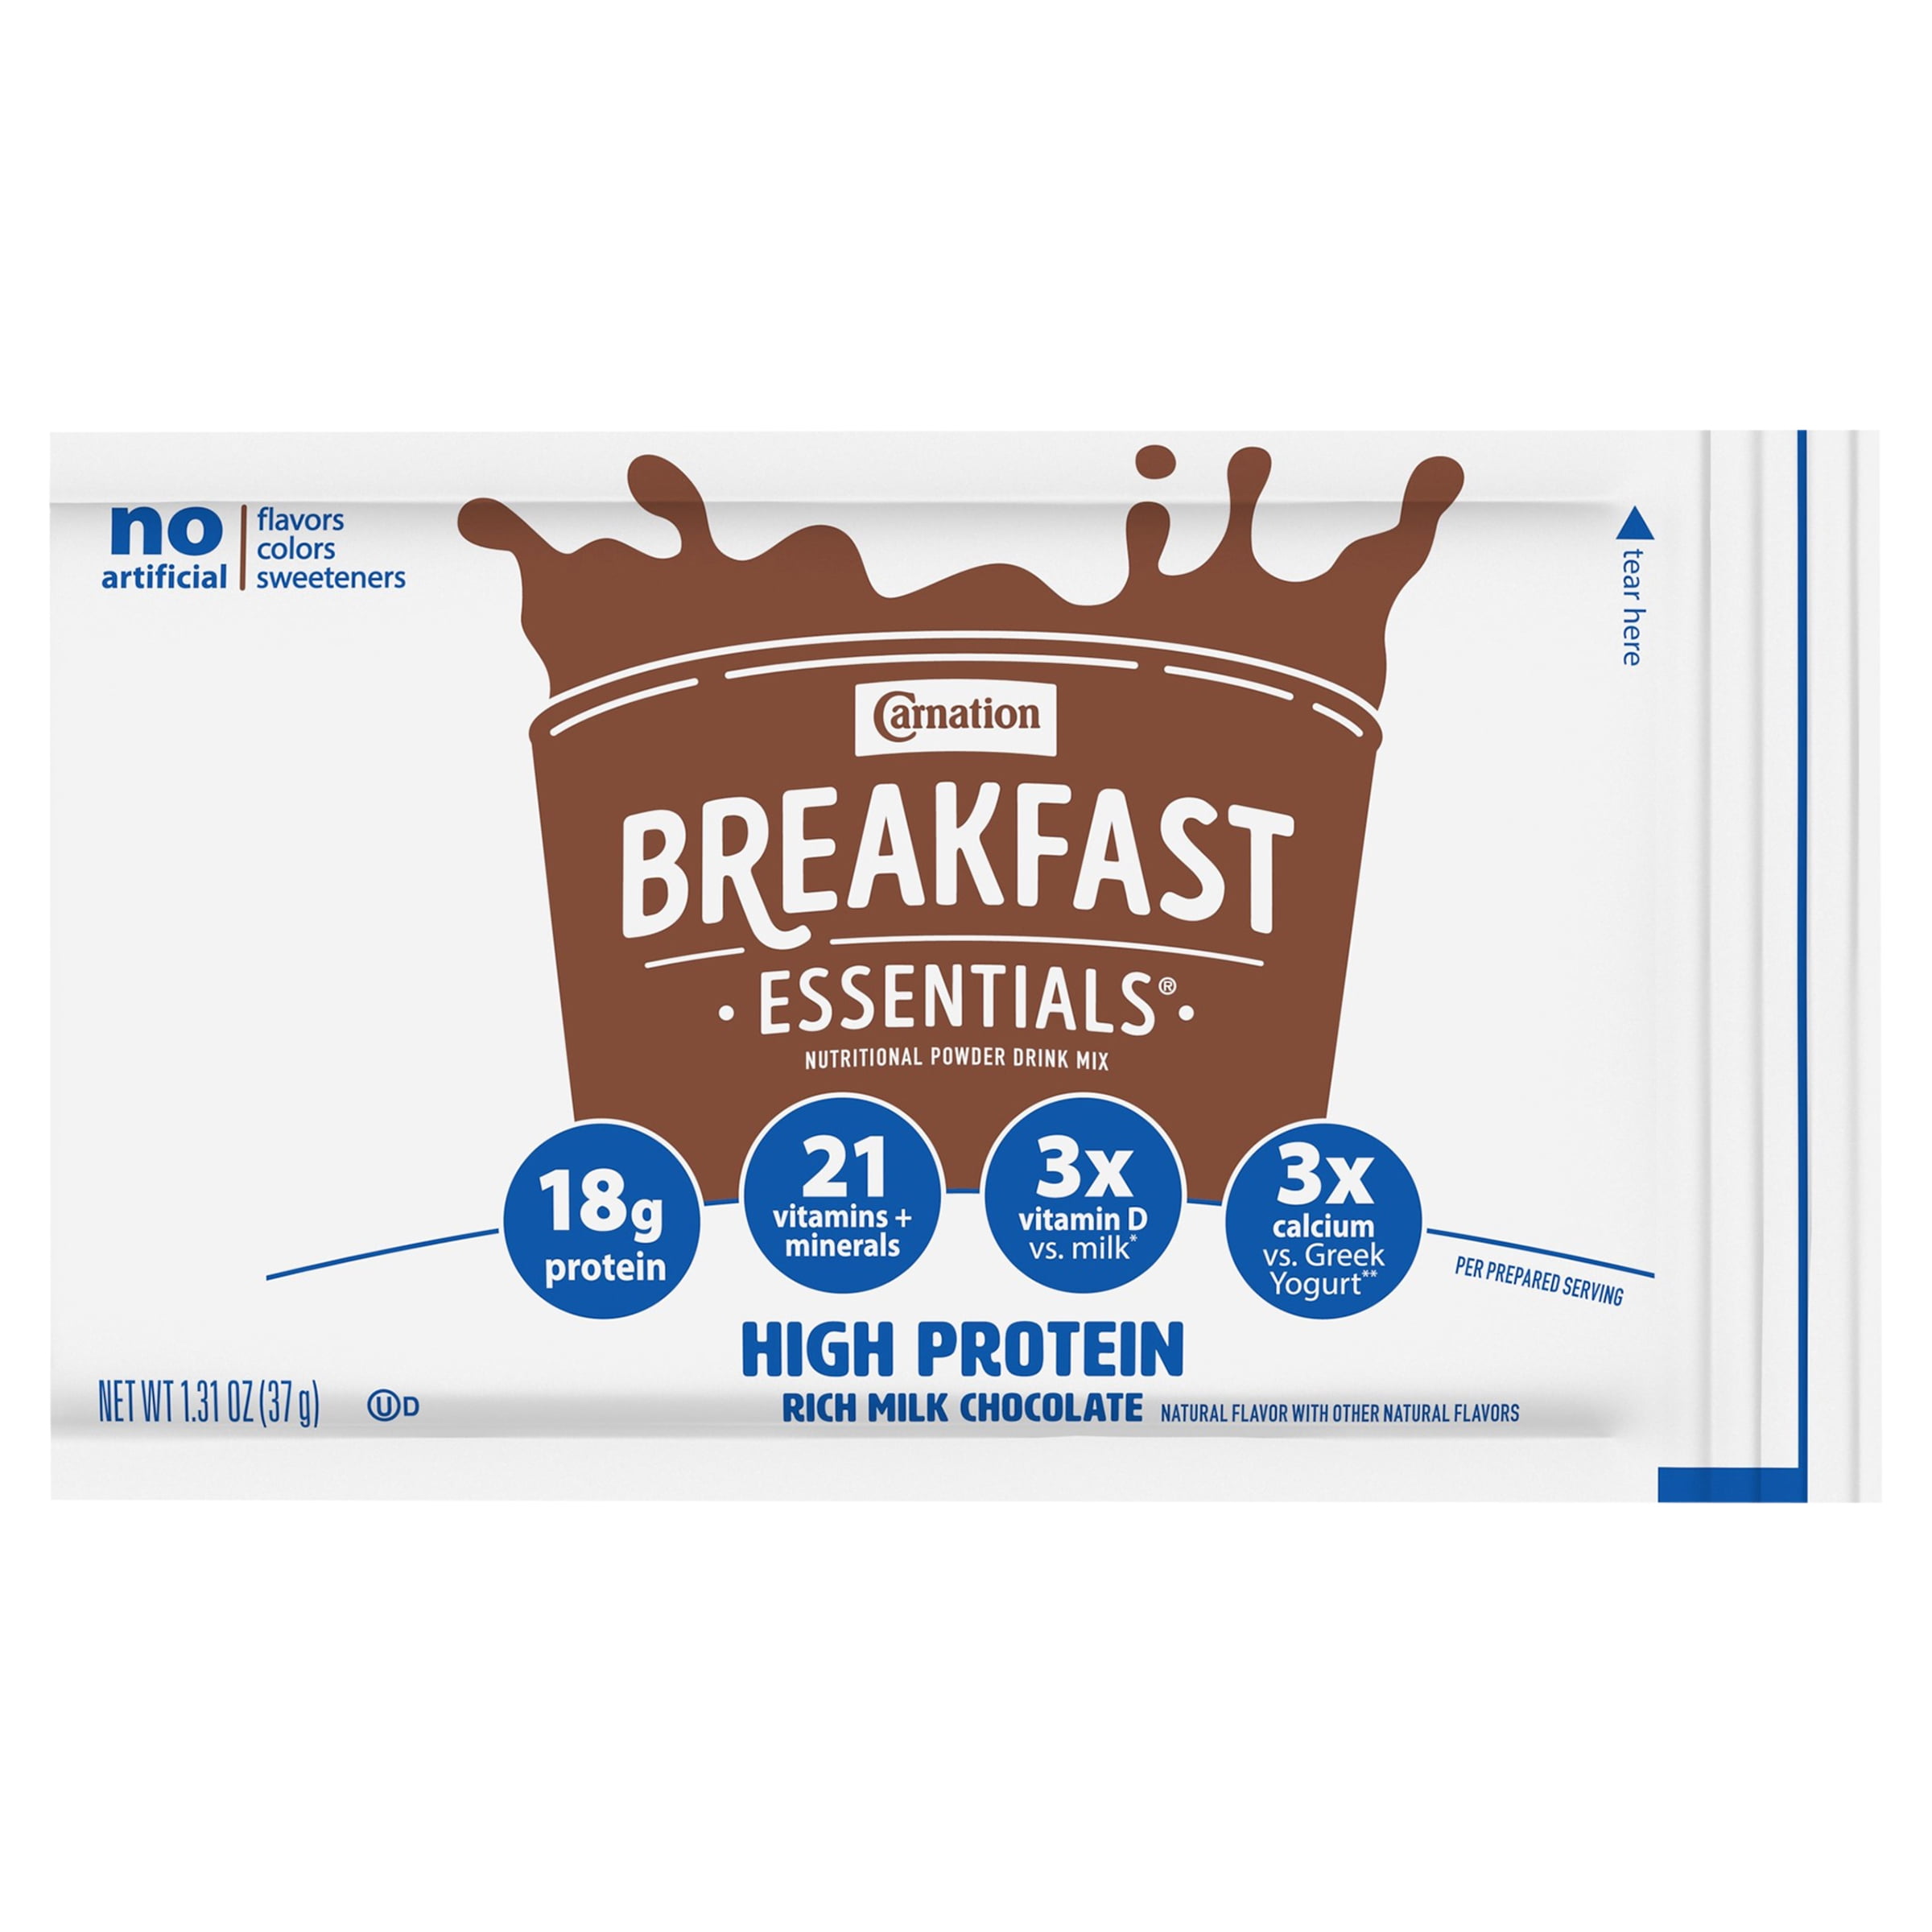 no artificial
flavors
colors
sweeteners
tear here
Carnation
BREAKFAST
ESSENTIALS®
NUTRITIONAL POWDER DRINK MIX
18g
protein
21
vitamins +
minerals
3x
vitamin D
vs. milk*
3x
calcium
vs. Greek
Yogurt**
PER PREPARED SERVING
HIGH PROTEIN
RICH MILK CHOCOLATE NATURAL FLAVOR WITH OTHER NATURAL FLAVORS
NET WT 1.31 OZ (37 g) UD